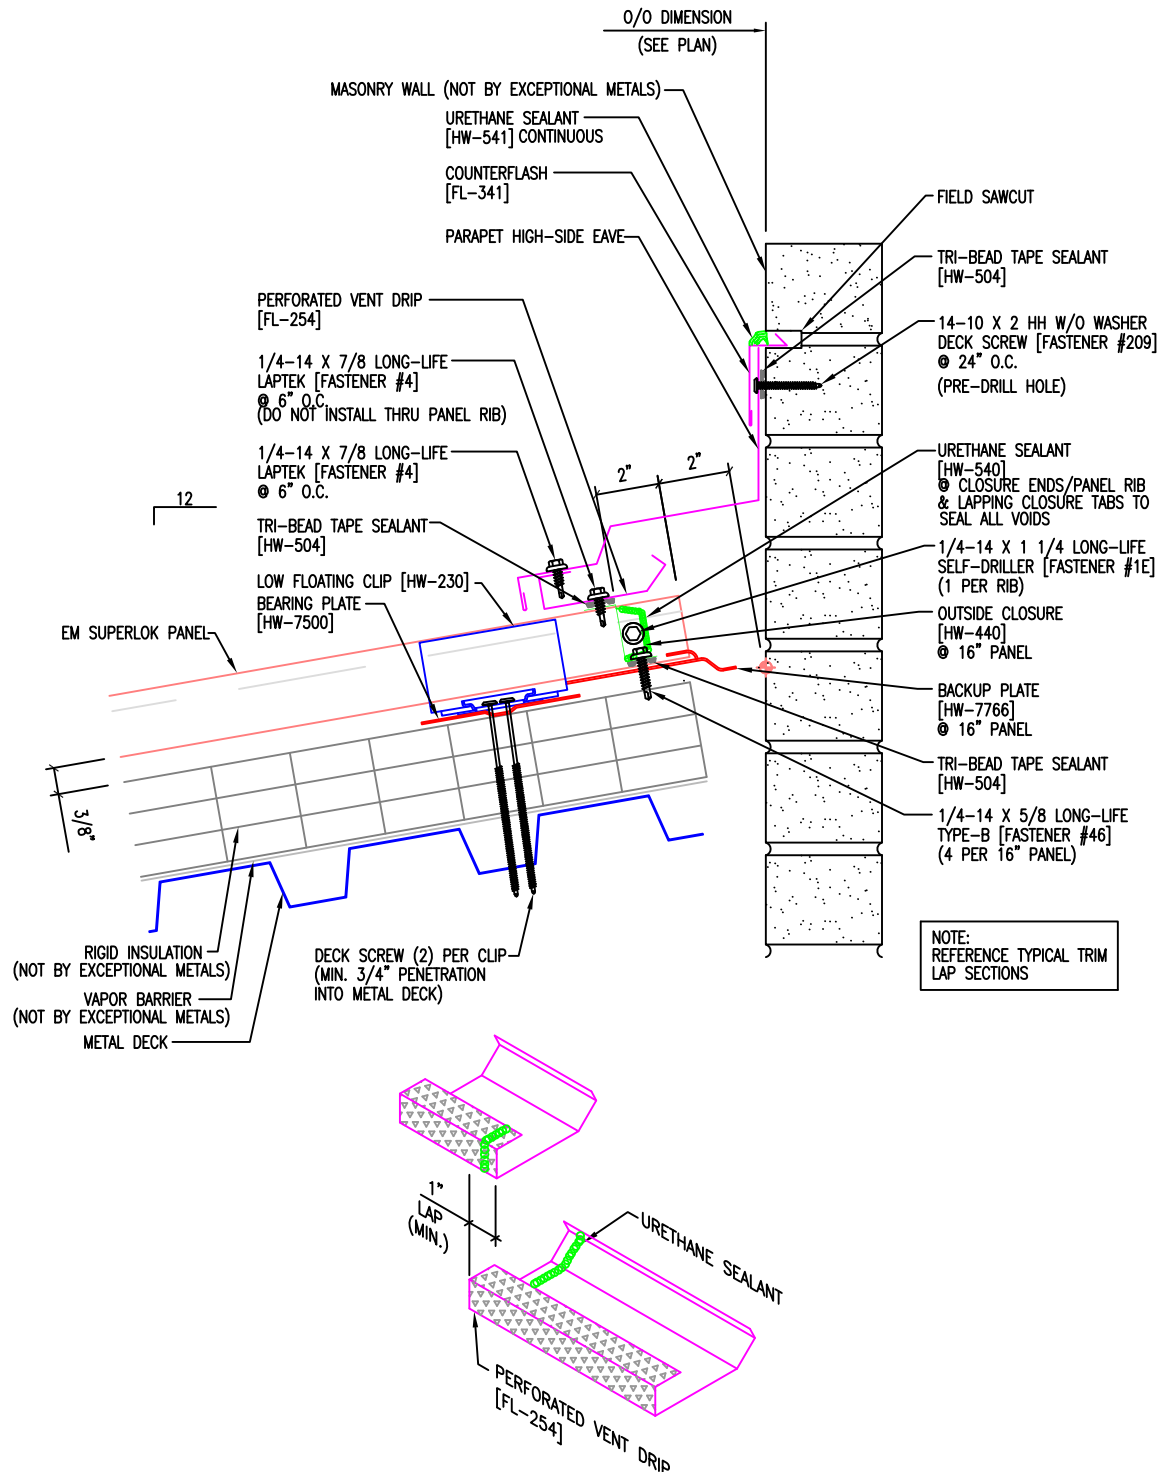 O/O DIMENSION
(SEE PLAN)
MASONRY WALL (NOT BY EXCEPTIONAL METALS)
URETHANE SEALANT
[HW-541] CONTINUOUS
COUNTERFLASH
[FL-341]
PARAPET HIGH-SIDE EAVE
PERFORATED VENT DRIP
[FL-254]
1/4-14 X 7/8 LONG-LIFE
LAPTEK [FASTENER #4]
@ 6" O.C.
(DO NOT INSTALL THRU PANEL RIB)
1/4-14 X 7/8 LONG-LIFE
LAPTEK [FASTENER #4]
@ 6" O.C.
12
TRI-BEAD TAPE SEALANT
[HW-504]
LOW FLOATING CLIP [HW-230]
BEARING PLATE
[HW-7500]
EM SUPERLOK PANEL
2"
2"
FIELD SAWCUT
TRI-BEAD TAPE SEALANT
[HW-504]
14-10 X 2 HH W/O WASHER
DECK SCREW [FASTENER #209]
@ 24" O.C.
(PRE-DRILL HOLE)
URETHANE SEALANT
[HW-540]
@ CLOSURE ENDS/PANEL RIB
& LAPPING CLOSURE TABS TO
SEAL ALL VOIDS
1/4-14 X 1 1/4 LONG-LIFE
SELF-DRILLER [FASTENER #1E]
(1 PER RIB)
OUTSIDE CLOSURE
[HW-440]
@ 16" PANEL
BACKUP PLATE
[HW-7766]
@ 16" PANEL
TRI-BEAD TAPE SEALANT
[HW-504]
1/4-14 X 5/8 LONG-LIFE
TYPE-B [FASTENER #46]
(4 PER 16" PANEL)
3/8"
RIGID INSULATION
(NOT BY EXCEPTIONAL METALS)
VAPOR BARRIER
(NOT BY EXCEPTIONAL METALS)
METAL DECK
DECK SCREW (2) PER CLIP
(MIN. 3/4" PENETRATION
INTO METAL DECK)
NOTE:
REFERENCE TYPICAL TRIM
LAP SECTIONS
1"
LAP
(MIN.)
URETHANE SEALANT
PERFORATED VENT DRIP
[FL-254]